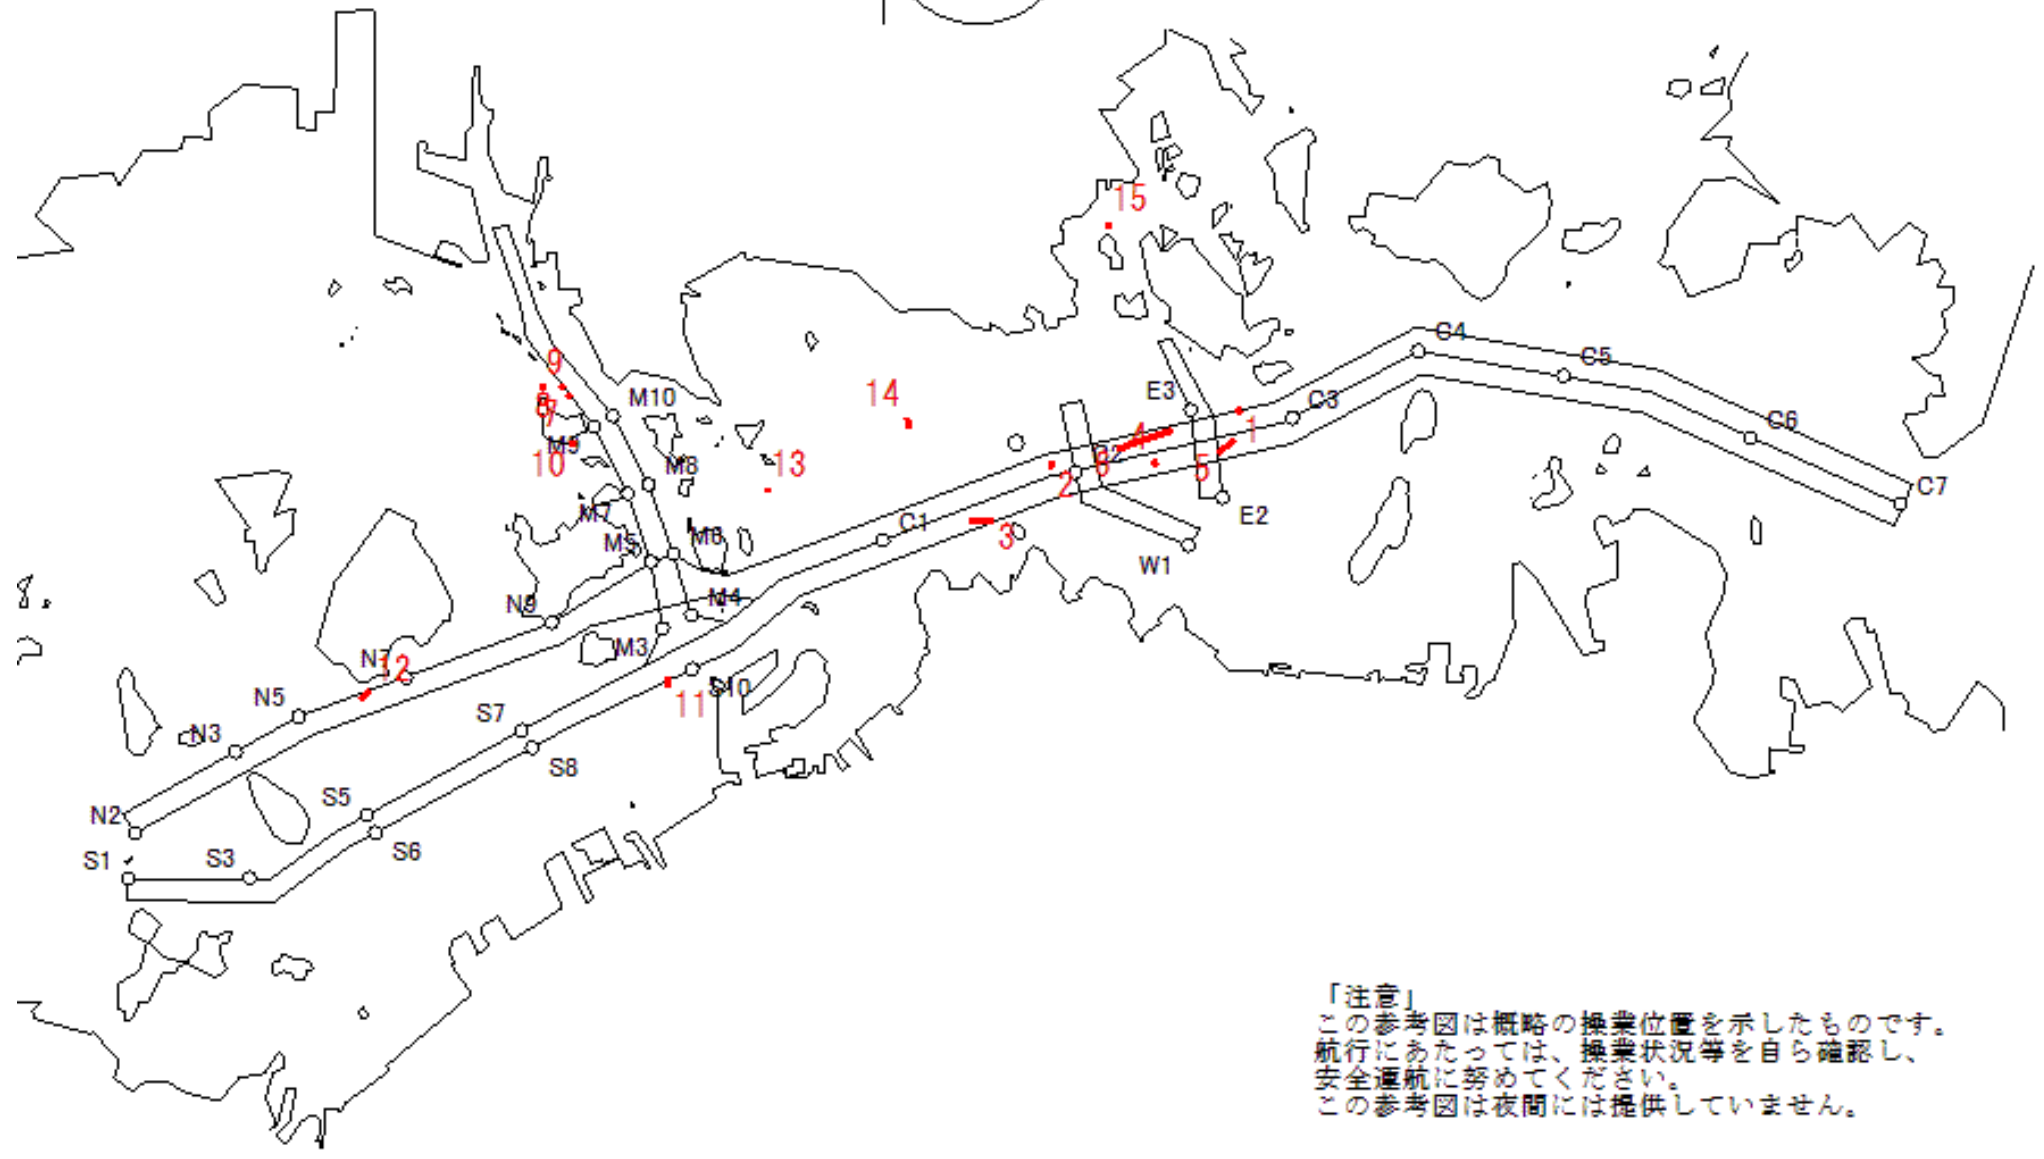 15
C4
C5
9
M10
14
E3
C3
C6
8
7
1
M9
4
10
M8
13
2
6
5
C7
M7
C1
E2
M5
M6
3
W1
N9
M4
M3
N7
12
N5
11
S10
S7
N3
S8
S5
N2
S6
S1
S3
「注意」
この参考図は概略の操業位置を示したものです。
航行にあたっては、操業状況等を自ら確認し、
安全運航に努めてください。
この参考図は夜間には提供していません。